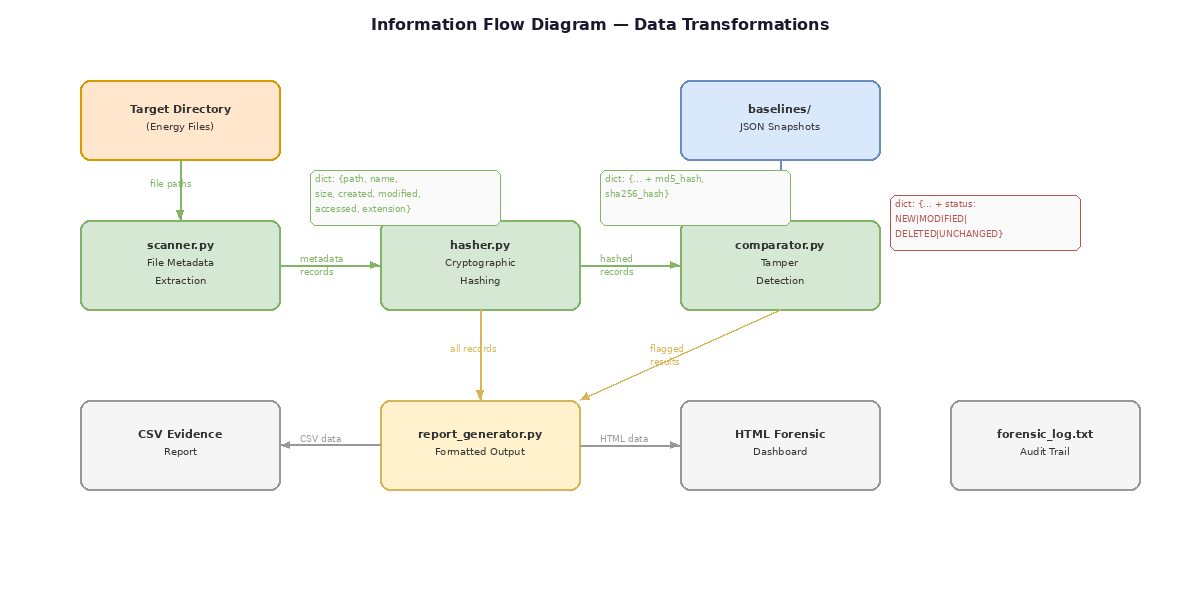 Information Flow Diagram — Data Transformations
Target Directory
(Energy Files)
baselines/
JSON Snapshots
file paths
dict: {path, name,
size, created, modified,
accessed, extension}
dict: {... + md5_hash,
sha256_hash}
dict: {... + status:
NEW|MODIFIED|
DELETED|UNCHANGED}
scanner.py
File Metadata
Extraction
metadata
records
hasher.py
Cryptographic
Hashing
hashed
records
comparator.py
Tamper
Detection
all records
flagged
results
CSV Evidence
Report
CSV data
report_generator.py
Formatted Output
HTML data
HTML Forensic
Dashboard
forensic_log.txt
Audit Trail